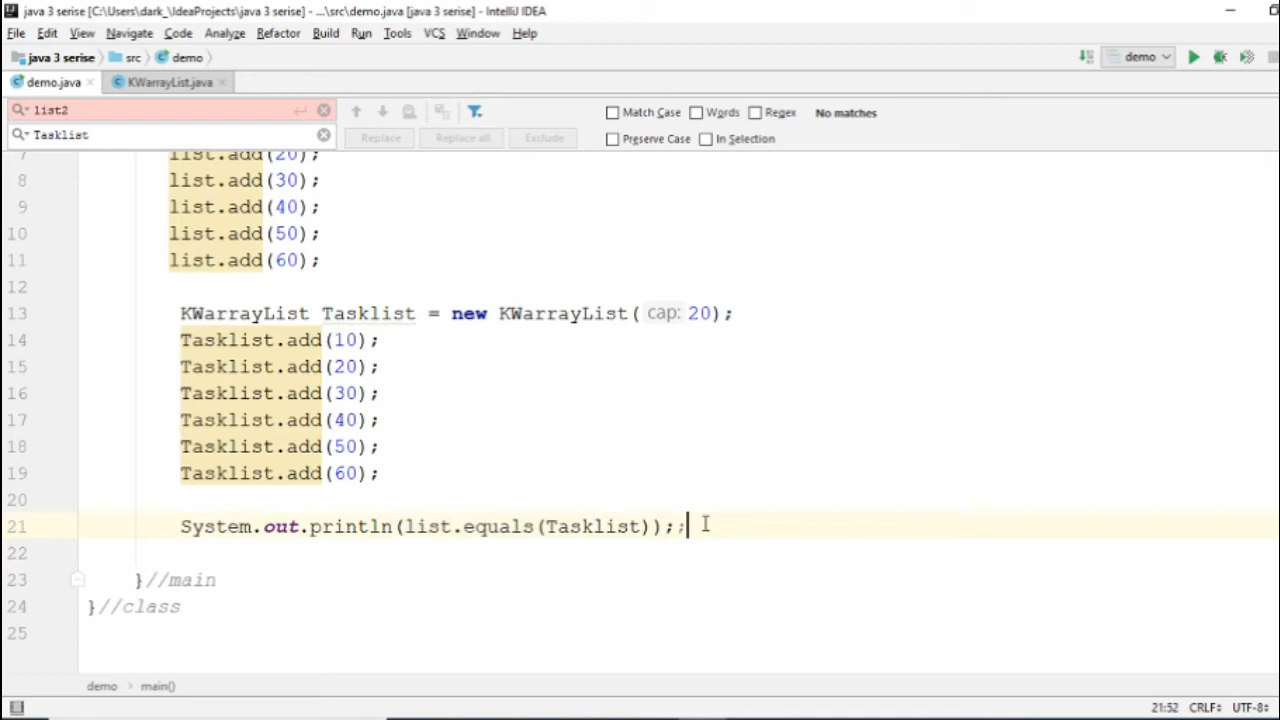 java 3 serise [C:\Users\dark_\IdeaProjects\java 3 serise] - ...\src\demo.java [java 3 serise] - IntelliJ IDEA
File Edit View Navigate Code Analyze Refactor Build Run Tools VCS Window Help
java 3 serise src demo demo
demo.java KWarrayList.java
list2 Match Case Words Regex No matches
Tasklist Replace Replace all Exclude Preserve Case In Selection
7 list.add(20);
8 list.add(30);
9 list.add(40);
10 list.add(50);
11 list.add(60);
12
13 KWarrayList Tasklist = new KWarrayList( cap: 20);
14 Tasklist.add(10);
15 Tasklist.add(20);
16 Tasklist.add(30);
17 Tasklist.add(40);
18 Tasklist.add(50);
19 Tasklist.add(60);
20
21 System.out.println(list.equals(Tasklist));;
22
23 }//main
24 }//class
25
demo › main()
21:52 CRLF UTF-8